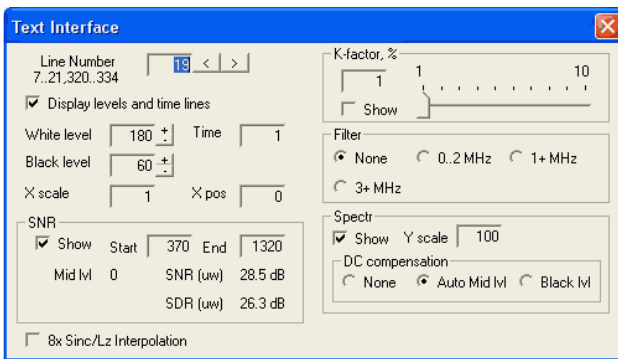 Text Interface
Line Number
7..21,320..334
19 < >
Display levels and time lines
White level 180 + - Time 1
Black level 60 + -
X scale 1 X pos 0
SNR
Show Start 370 End 1320
Mid lvl 0 SNR (uw) 28.5 dB
SDR (uw) 26.3 dB
8x Sinc/Lz Interpolation
K-factor, %
1 1 10
Show
Filter
None 0..2 MHz 1+ MHz
3+ MHz
Spectr
Show Y scale 100
DC compensation
None Auto Mid lvl Black lvl